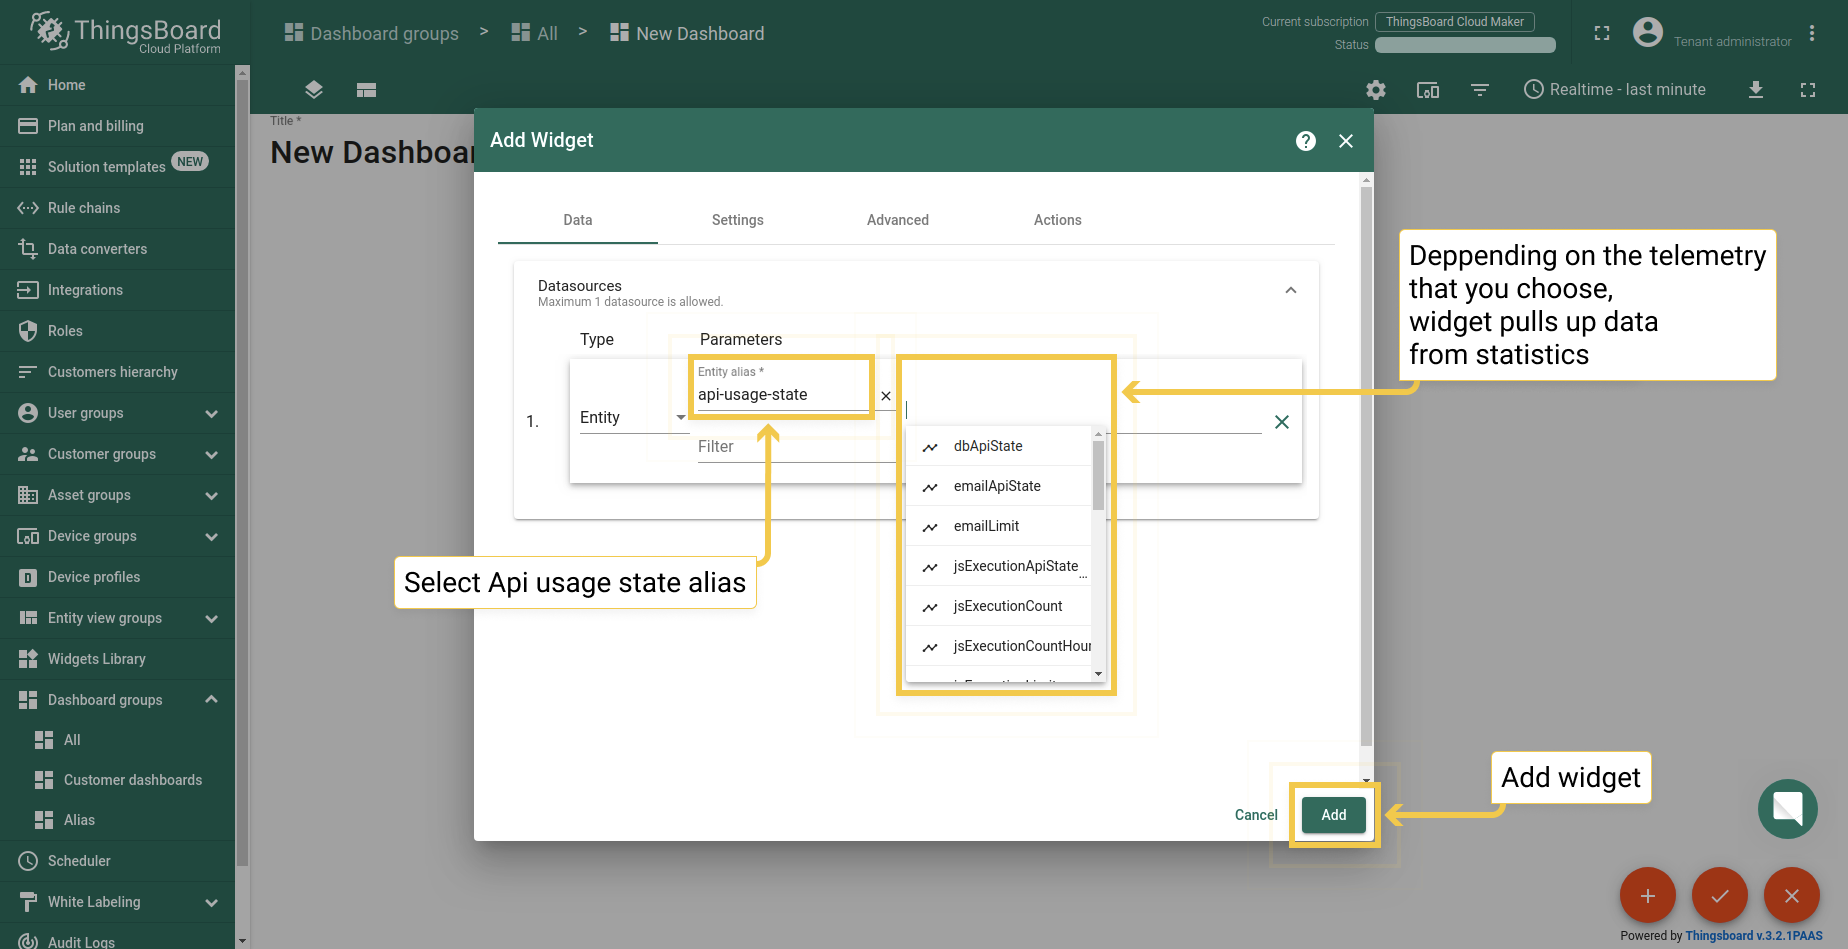 ThingsBoard
Cloud Platform
Dashboard groups > All > New Dashboard
Current subscription ThingsBoard Cloud Maker
Status
Tenant administrator
Realtime - last minute
Home
Plan and billing
Solution templates NEW
Rule chains
Data converters
Integrations
Roles
Customers hierarchy
User groups
Customer groups
Asset groups
Device groups
Device profiles
Entity view groups
Widgets Library
Dashboard groups
All
Customer dashboards
Alias
Scheduler
White Labeling
Audit Logs
Title *
New Dashboar
Add Widget
Data
Settings
Advanced
Actions
Datasources
Maximum 1 datasource is allowed.
Type
Parameters
1.
Entity
Entity alias *
api-usage-state
Filter
dbApiState
emailApiState
emailLimit
jsExecutionApiState
...
jsExecutionCount
jsExecutionCountHour
Select Api usage state alias
Deppending on the telemetry
that you choose,
widget pulls up data
from statistics
Add widget
Cancel
Add
Powered by Thingsboard v.3.2.1PAAS